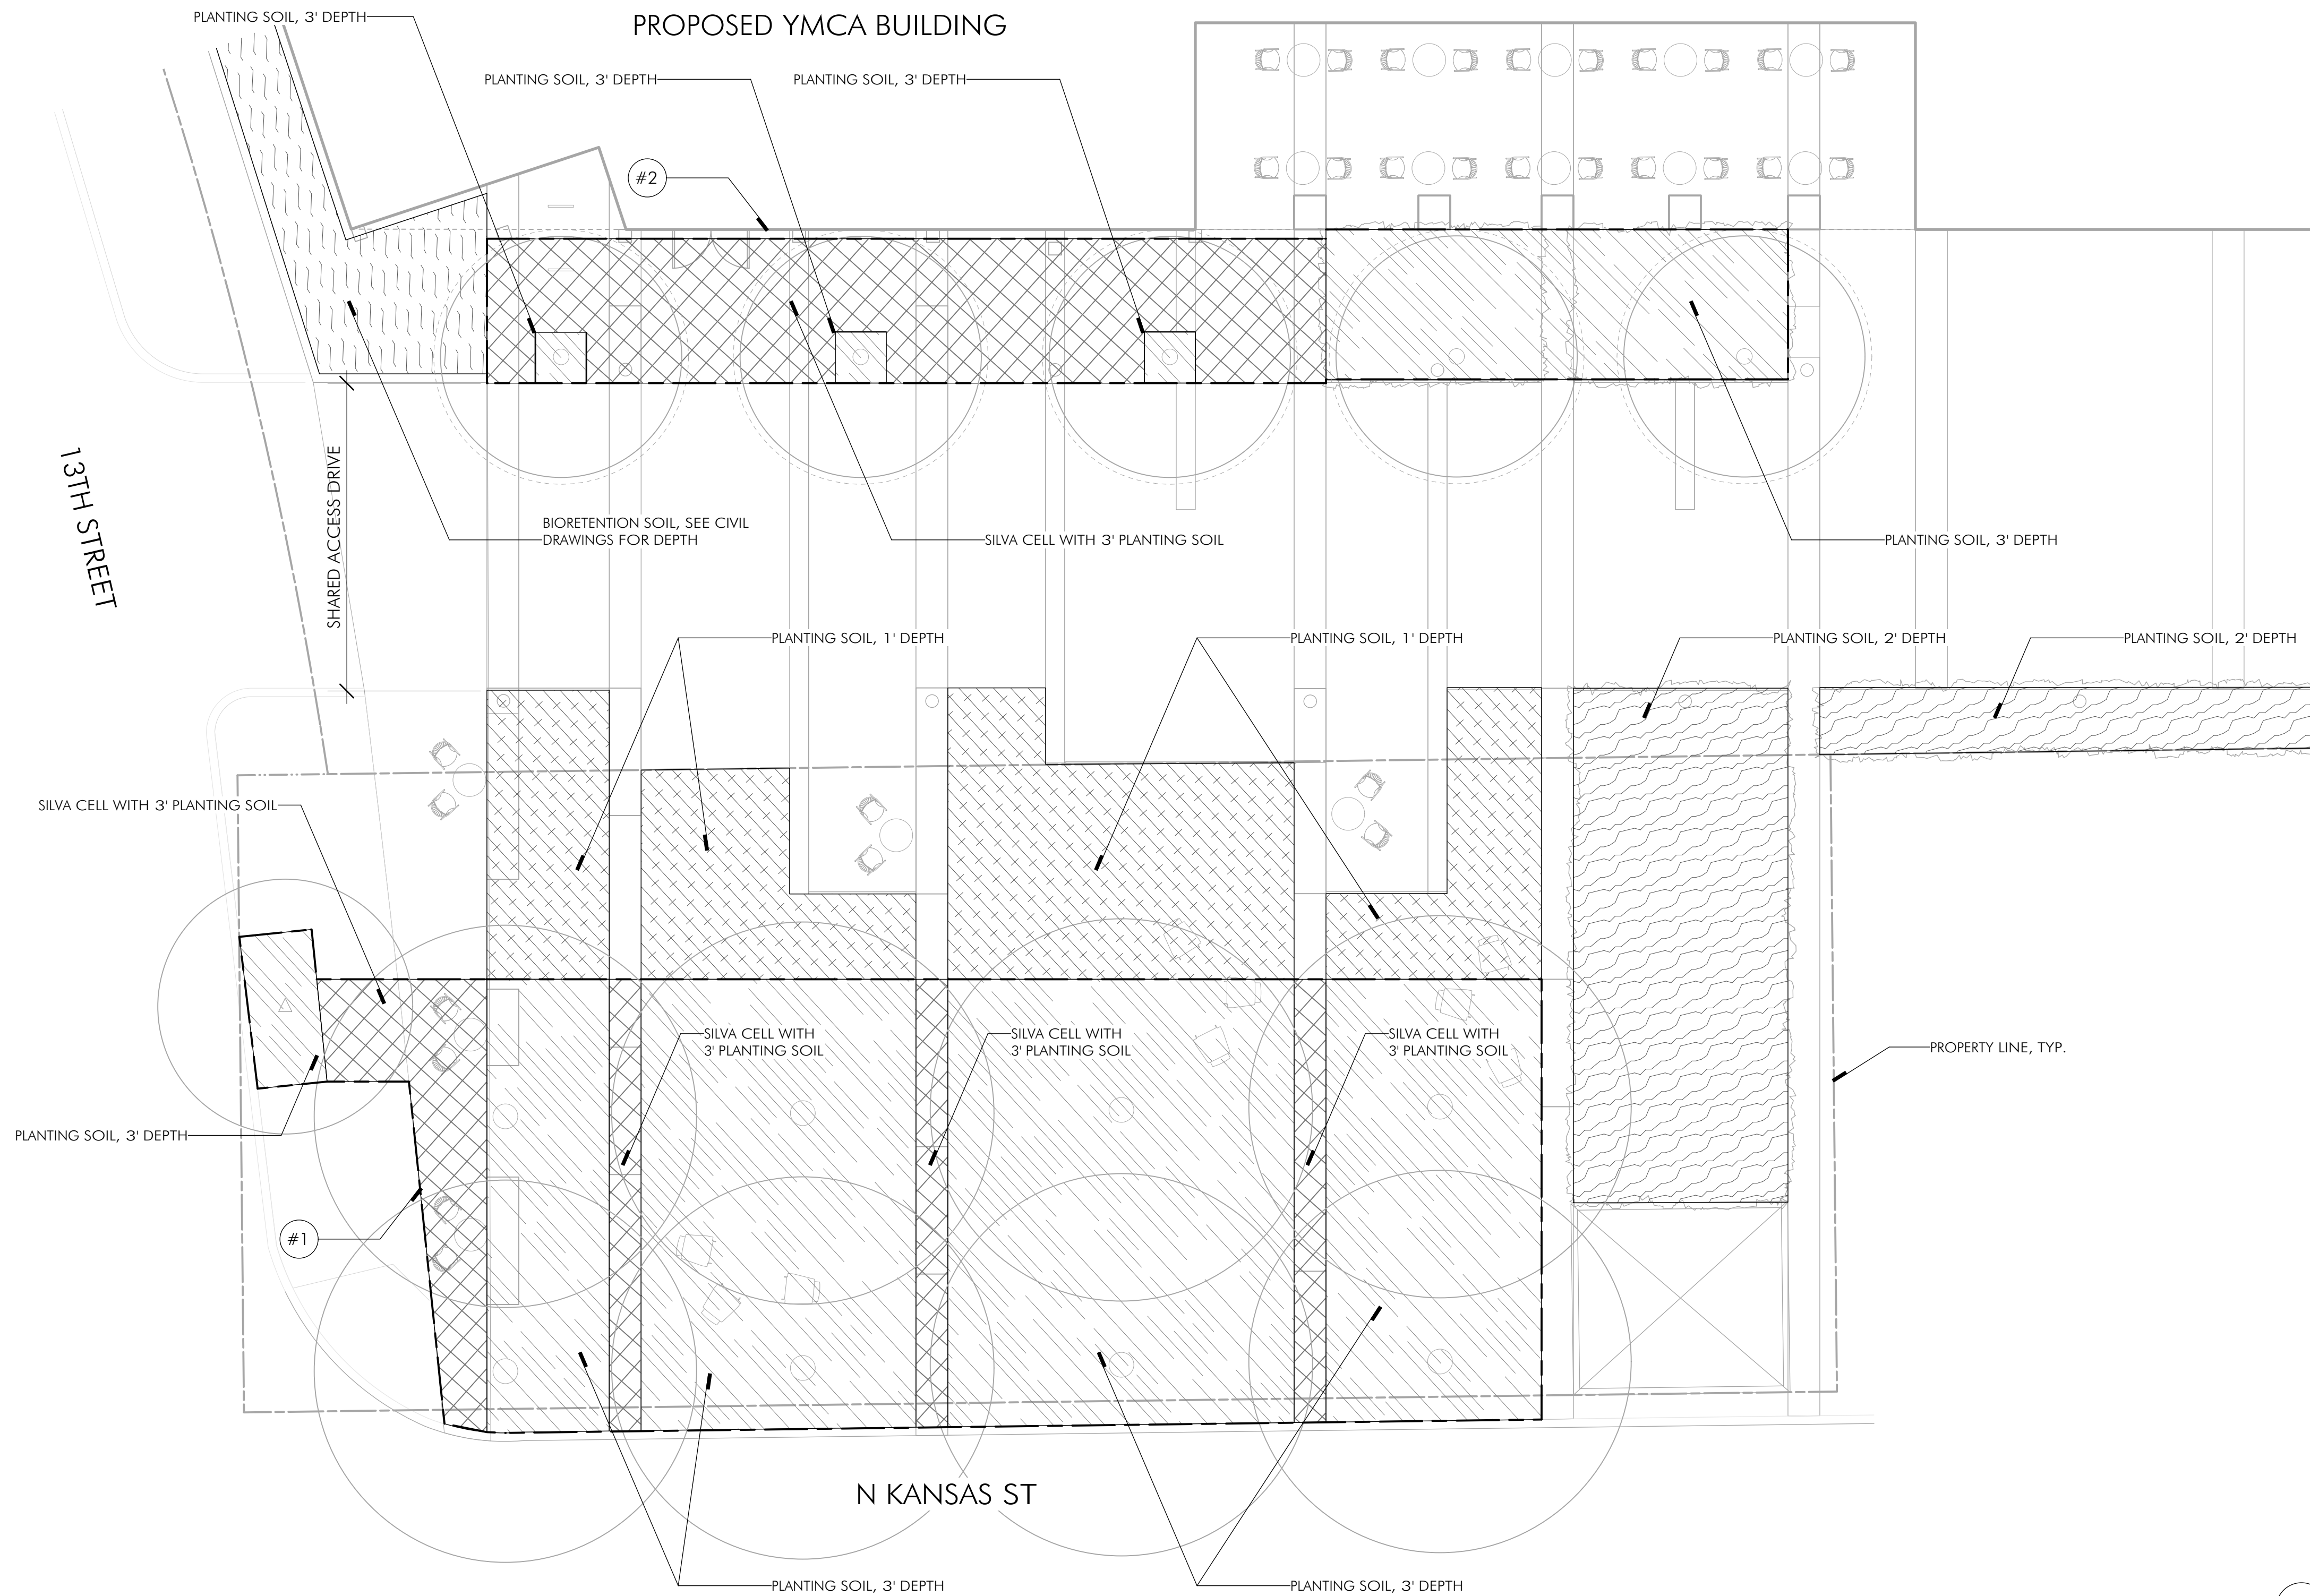 PLANTING SOIL, 3' DEPTH
PROPOSED YMCA BUILDING
PLANTING SOIL, 3' DEPTH
PLANTING SOIL, 3' DEPTH
#2
13TH STREET
SHARED ACCESS DRIVE
BIORETENTION SOIL, SEE CIVIL
DRAWINGS FOR DEPTH
SILVA CELL WITH 3' PLANTING SOIL
PLANTING SOIL, 3' DEPTH
PLANTING SOIL, 1' DEPTH
PLANTING SOIL, 1' DEPTH
PLANTING SOIL, 2' DEPTH
PLANTING SOIL, 2' DEPTH
SILVA CELL WITH 3' PLANTING SOIL
SILVA CELL WITH
3' PLANTING SOIL
SILVA CELL WITH
3' PLANTING SOIL
SILVA CELL WITH
3' PLANTING SOIL
PROPERTY LINE, TYP.
PLANTING SOIL, 3' DEPTH
#1
N KANSAS ST
PLANTING SOIL, 3' DEPTH
PLANTING SOIL, 3' DEPTH